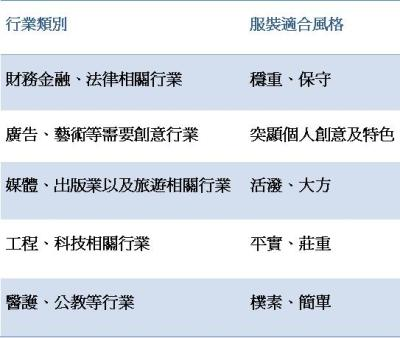 行業類別 服裝適合風格
財務金融、法律相關行業 穩重、保守
廣告、藝術等需要創意行業 突顯個人創意及特色
媒體、出版業以及旅遊相關行業 活潑、大方
工程、科技相關行業 平實、莊重
醫護、公教等行業 樸素、簡單